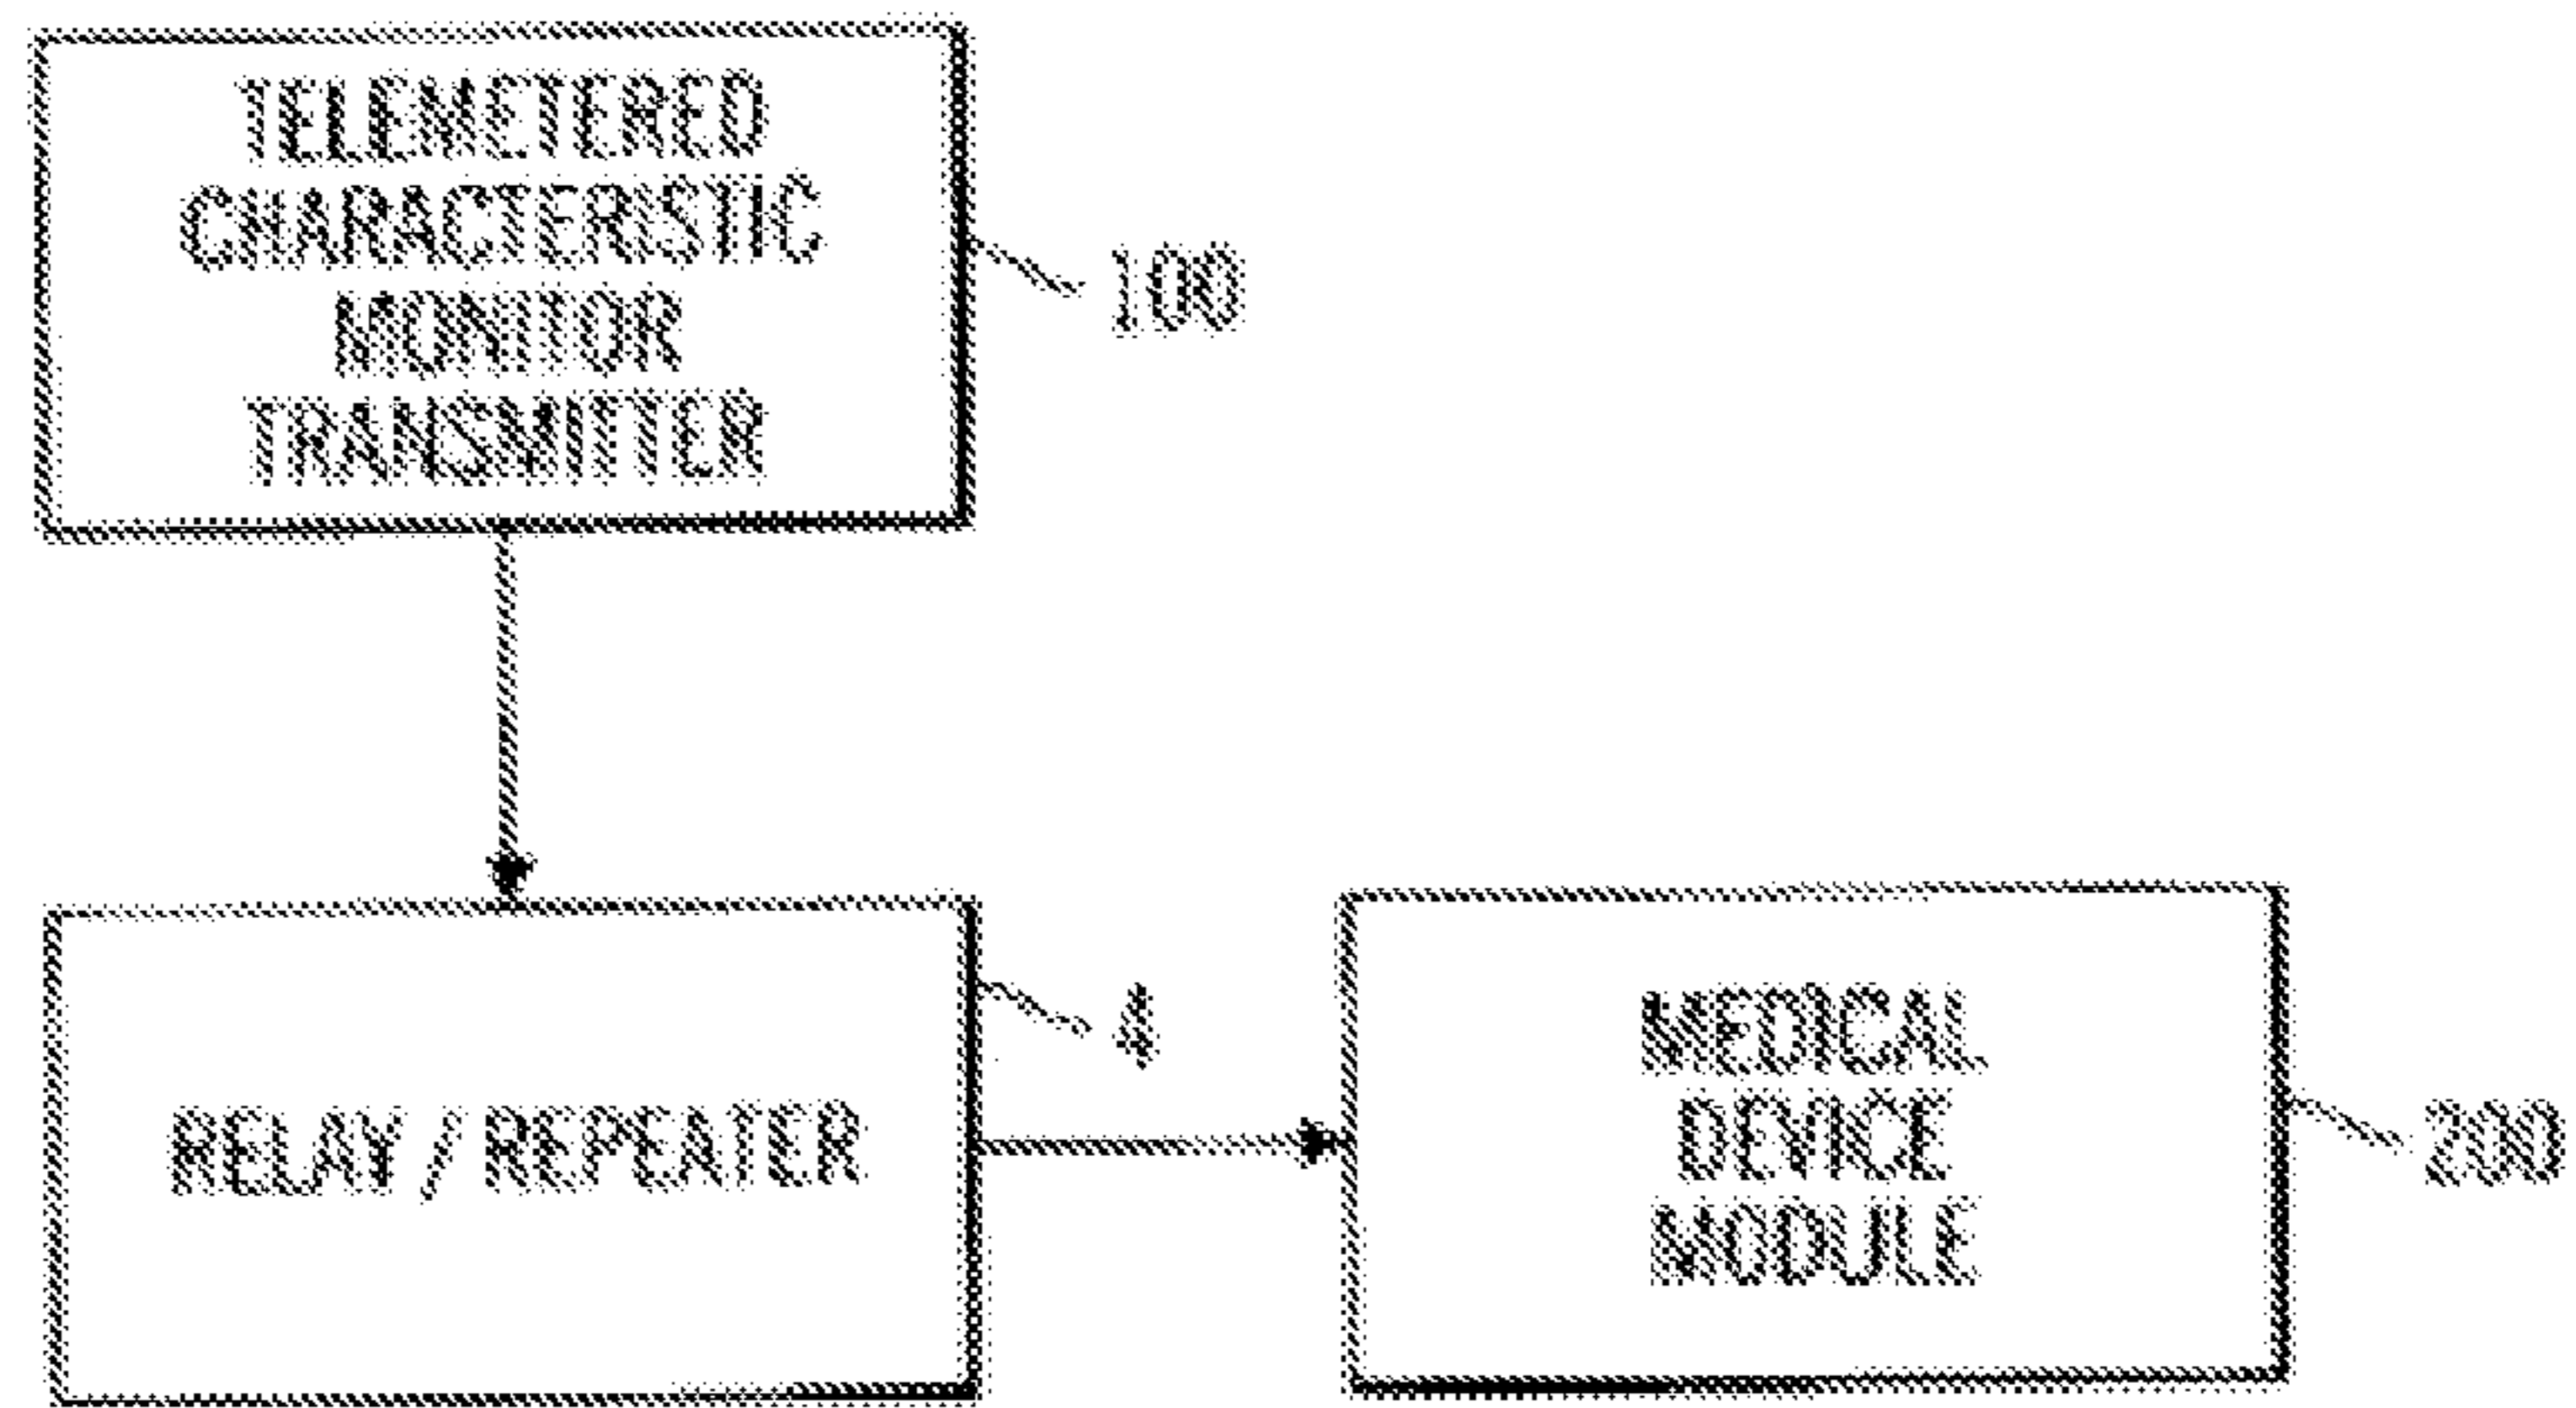 TELEMETERED
CHARACTERISTIC
MONITOR
TRANSMITTER
100
RELAY / REPEATER
4
MEDICAL
DEVICE
MODULE
200